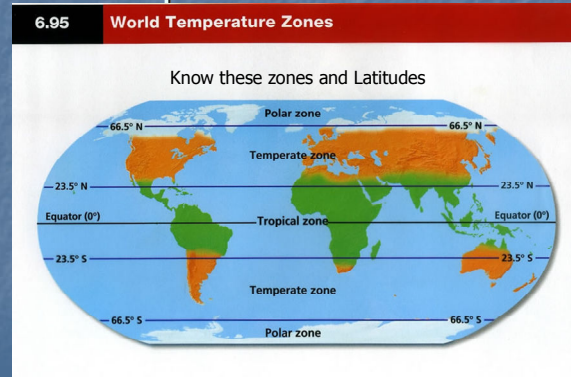 6.95 World Temperature Zones
Know these zones and Latitudes
Polar zone
66.5° N 66.5° N
Temperate zone
23.5° N 23.5° N
Equator (0°) Tropical zone Equator (0°)
23.5° S 23.5° S
Temperate zone
66.5° S 66.5° S
Polar zone